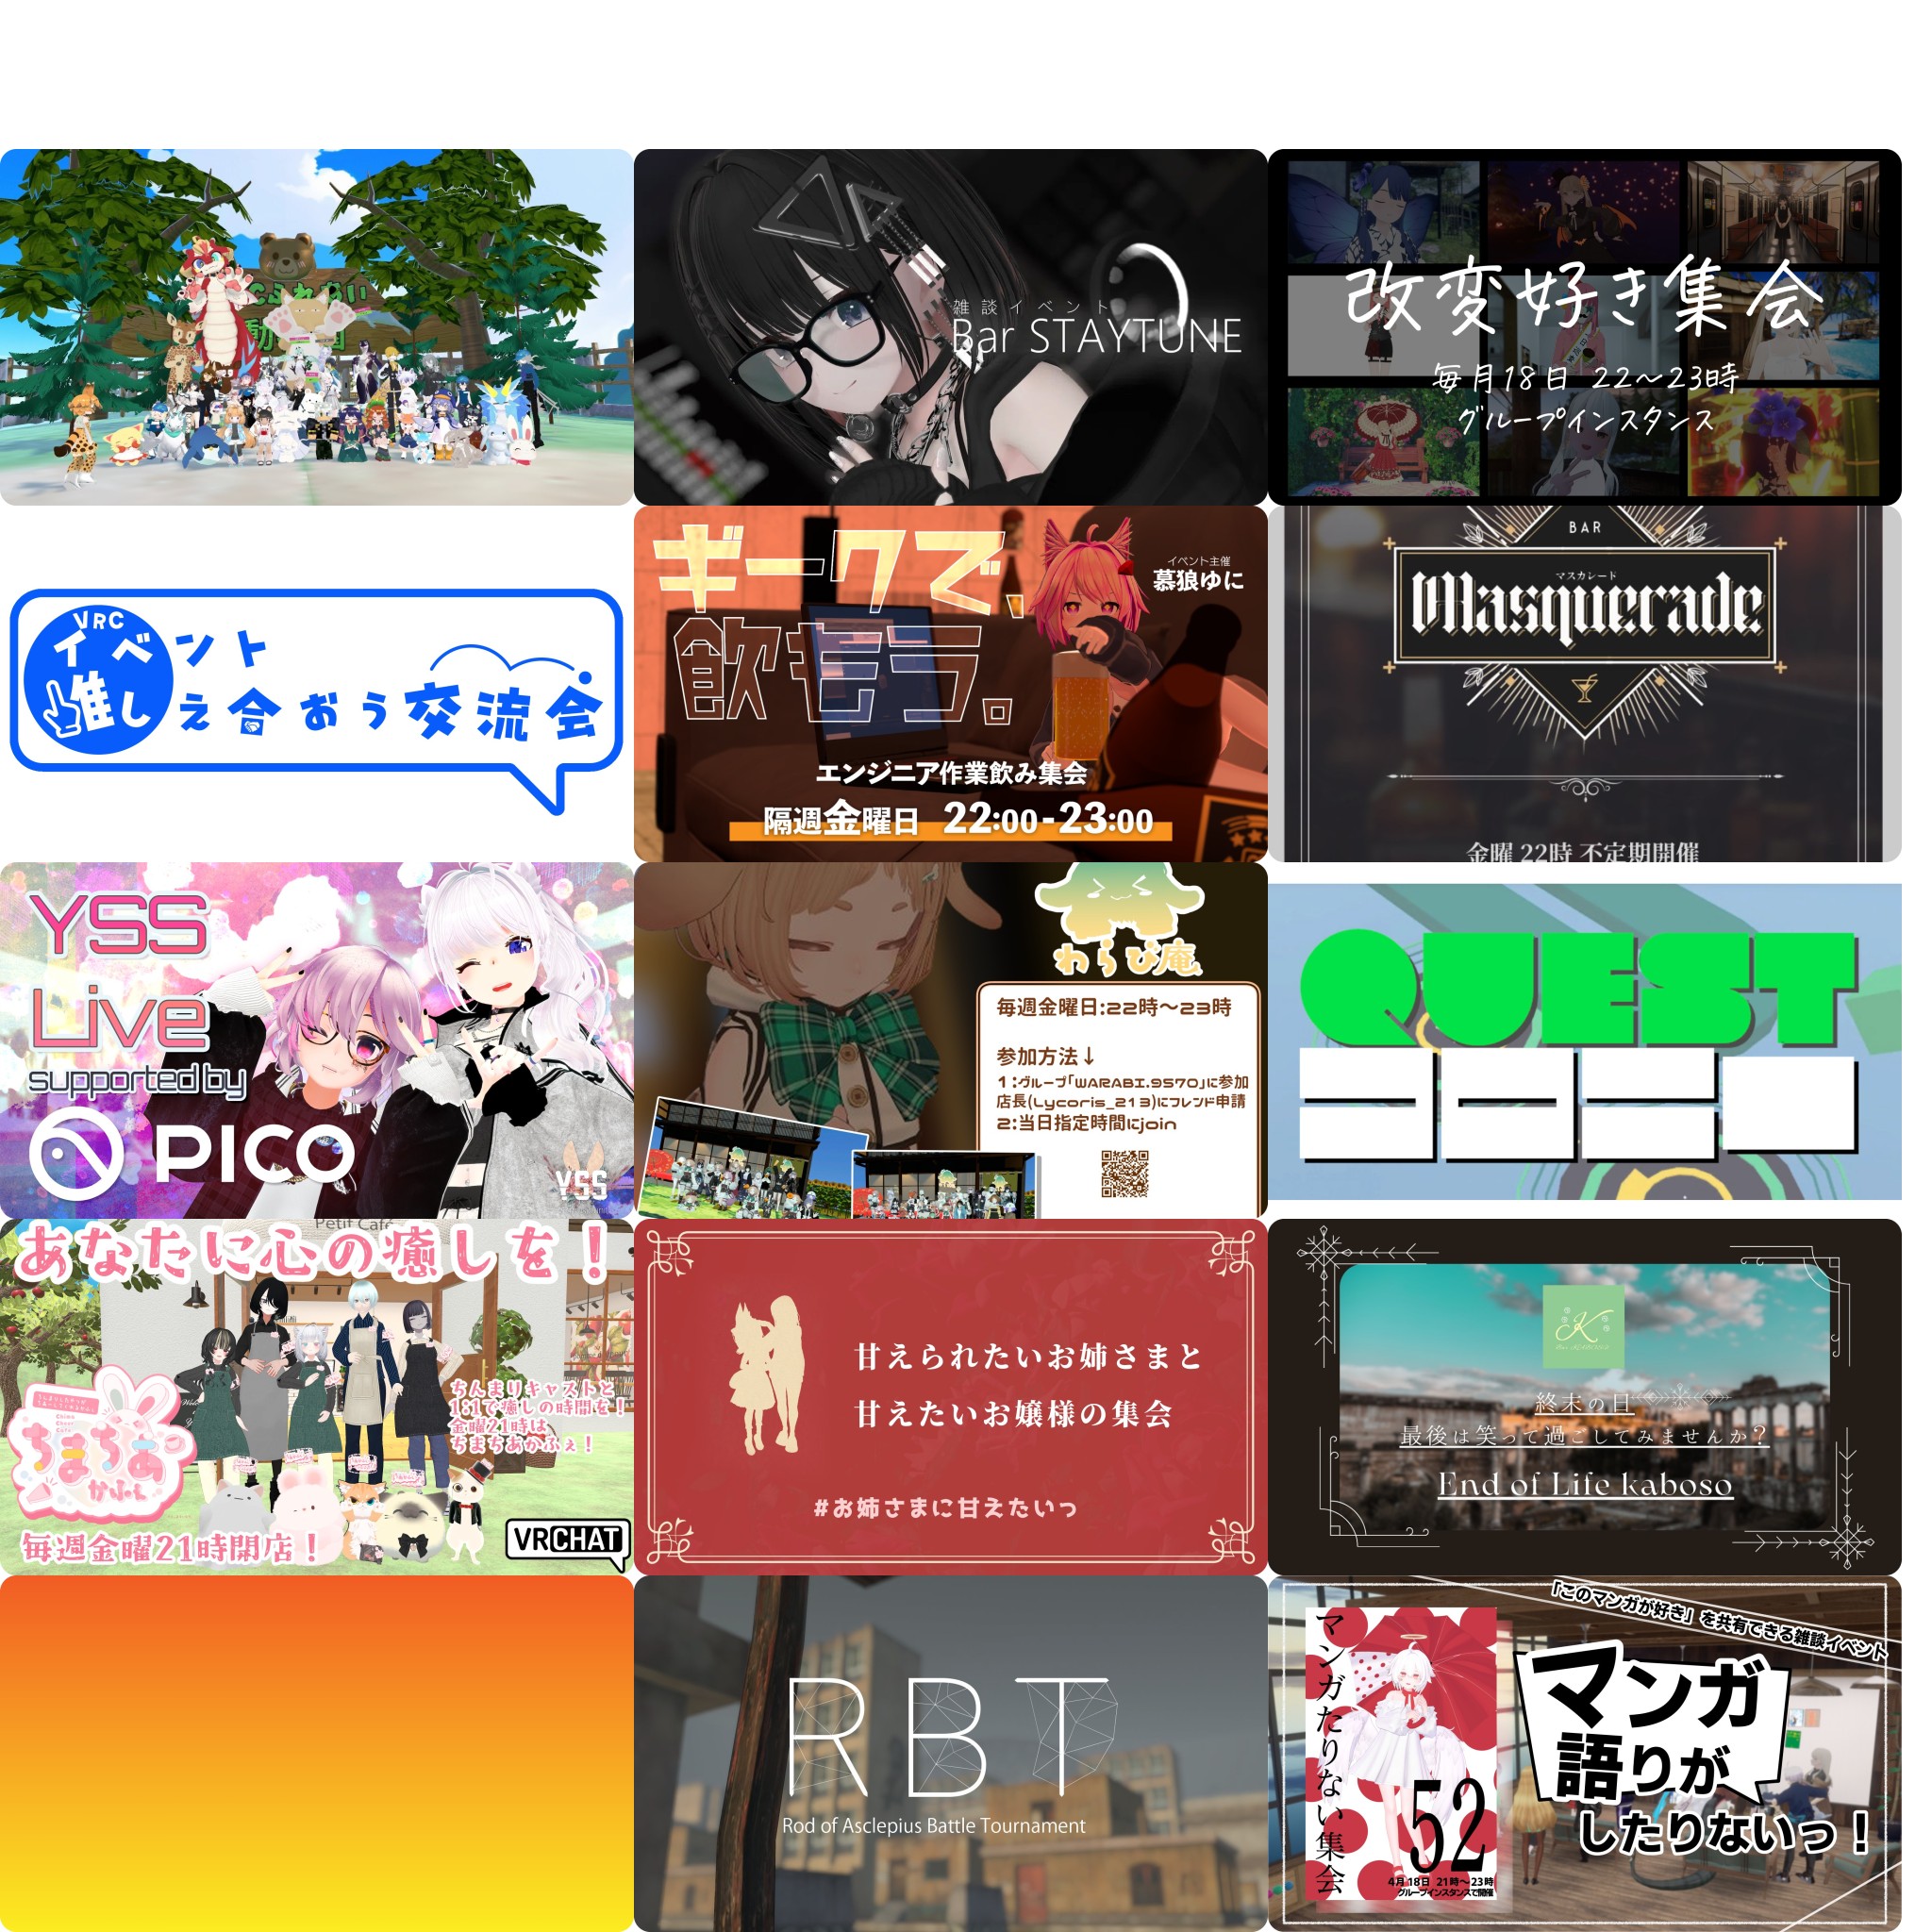 ふれあい
動 園
雑談イベント
Bar STAYTUNE
改変好き集会
毎月18日 22～23時
グループインスタンス
VRC
イベント
推し え合おう交流会
ギークで、
飲もう。
イベント主催
慕狼ゆに
エンジニア作業飲み集会
隔週金曜日 22:00-23:00
BAR
マスカレード
Masquerade
金曜 22時 不定期開催
YSS
Live
supported by
PICO
YSS
わらび庵
毎週金曜日:22時～23時
参加方法↓
1:グループ「WARABI.9570」に参加
店長(Lycoris_213)にフレンド申請
2:当日指定時間にjoin
QUEST
コロニー
Petit Café
あなたに心の癒しを！
ちんまりキャストと
1:1で癒しの時間を！
金曜21時は
ちまちあかふぇ！
ちまちあ
かふぇ
毎週金曜21時開店！
VRCHAT
甘えられたいお姉さまと
甘えたいお嬢様の集会
#お姉さまに甘えたいっ
K
終末の日
最後は笑って過ごしてみませんか？
End of Life kaboso
RBT
Rod of Asclepius Battle Tournament
「このマンガが好き」を共有できる雑談イベント
マンガたりない集会
52
4月18日 21時～23時
グループインスタンスで開催
マンガ
語りが
したりないっ！